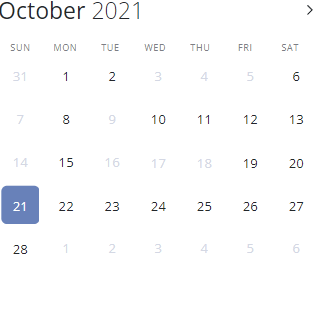 October 2021
SUN MON TUE WED THU FRI SAT
31 1 2 3 4 5 6
7 8 9 10 11 12 13
14 15 16 17 18 19 20
21 22 23 24 25 26 27
28 1 2 3 4 5 6